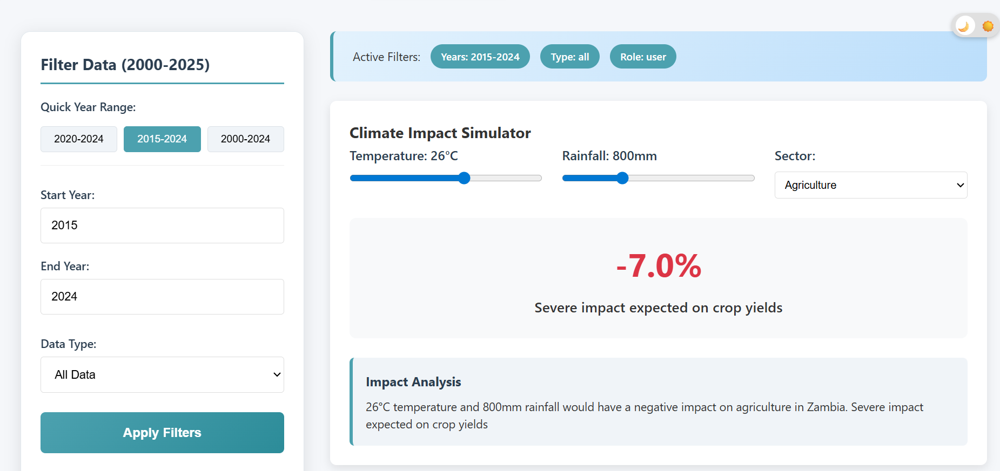 Filter Data (2000-2025)
Quick Year Range:
2020-2024 2015-2024 2000-2024
Start Year:
2015
End Year:
2024
Data Type:
All Data
Apply Filters
Active Filters: Years: 2015-2024 Type: all Role: user
Climate Impact Simulator
Temperature: 26°C Rainfall: 800mm Sector:
Agriculture
-7.0%
Severe impact expected on crop yields
Impact Analysis
26°C temperature and 800mm rainfall would have a negative impact on agriculture in Zambia. Severe impact
expected on crop yields